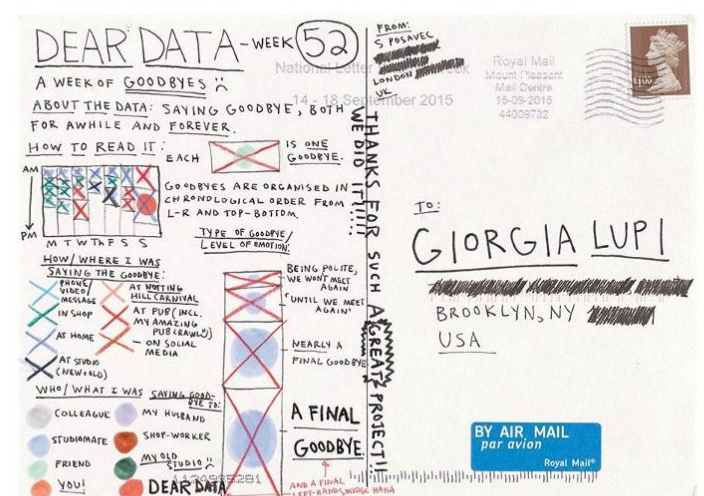 DEAR DATA - WEEK 52
A WEEK OF GOODBYES
ABOUT THE DATA: SAYING GOODBYE, BOTH
FOR AWHILE AND FOREVER.
HOW TO READ IT:
EACH IS ONE
GOODBYE.
AM
PM
M T W TH F S S
GOODBYES ARE ORGANISED IN
CHRONOLOGICAL ORDER FROM
L-R AND TOP-BOTTOM.
HOW/WHERE I WAS
SAYING THE GOODBYE:
PHONE/
VIDEO/
MESSAGE
IN SHOP
AT HOME
AT STUDIO
(NEW & OLD)
AT NOTTING
HILL CARNIVAL
AT PUB (INCL.
MY AMAZING
PUB CRAWL)
ON SOCIAL
MEDIA
TYPE OF GOODBYE/
LEVEL OF EMOTION:
BEING POLITE,
WE WON'T MEET
AGAIN
'UNTIL WE MEET
AGAIN'
NEARLY A
FINAL GOODBYE
A FINAL
GOODBYE.
AND A FINAL
LEFT-HAND SMUDGE HAHA
WHO/WHAT I WAS SAYING GOOD-
BYE TO:
COLLEAGUE
STUDIOMATE
FRIEND
YOU!
MY HUSBAND
SHOP-WORKER
MY OLD
STUDIO
DEAR DATA
THANKS FOR SUCH A GREAT PROJECT!!
WE DID IT!!!!!
FROM:
S POSAVEC
LONDON
UK
National Letter
14 - 18 September 2015
Royal Mail
Mount Pleasant
Mail Centre
15-09-2015
44009732
£1.00
TO:
GIORGIA LUPI
BROOKLYN, NY
USA
BY AIR MAIL
par avion
Royal Mail